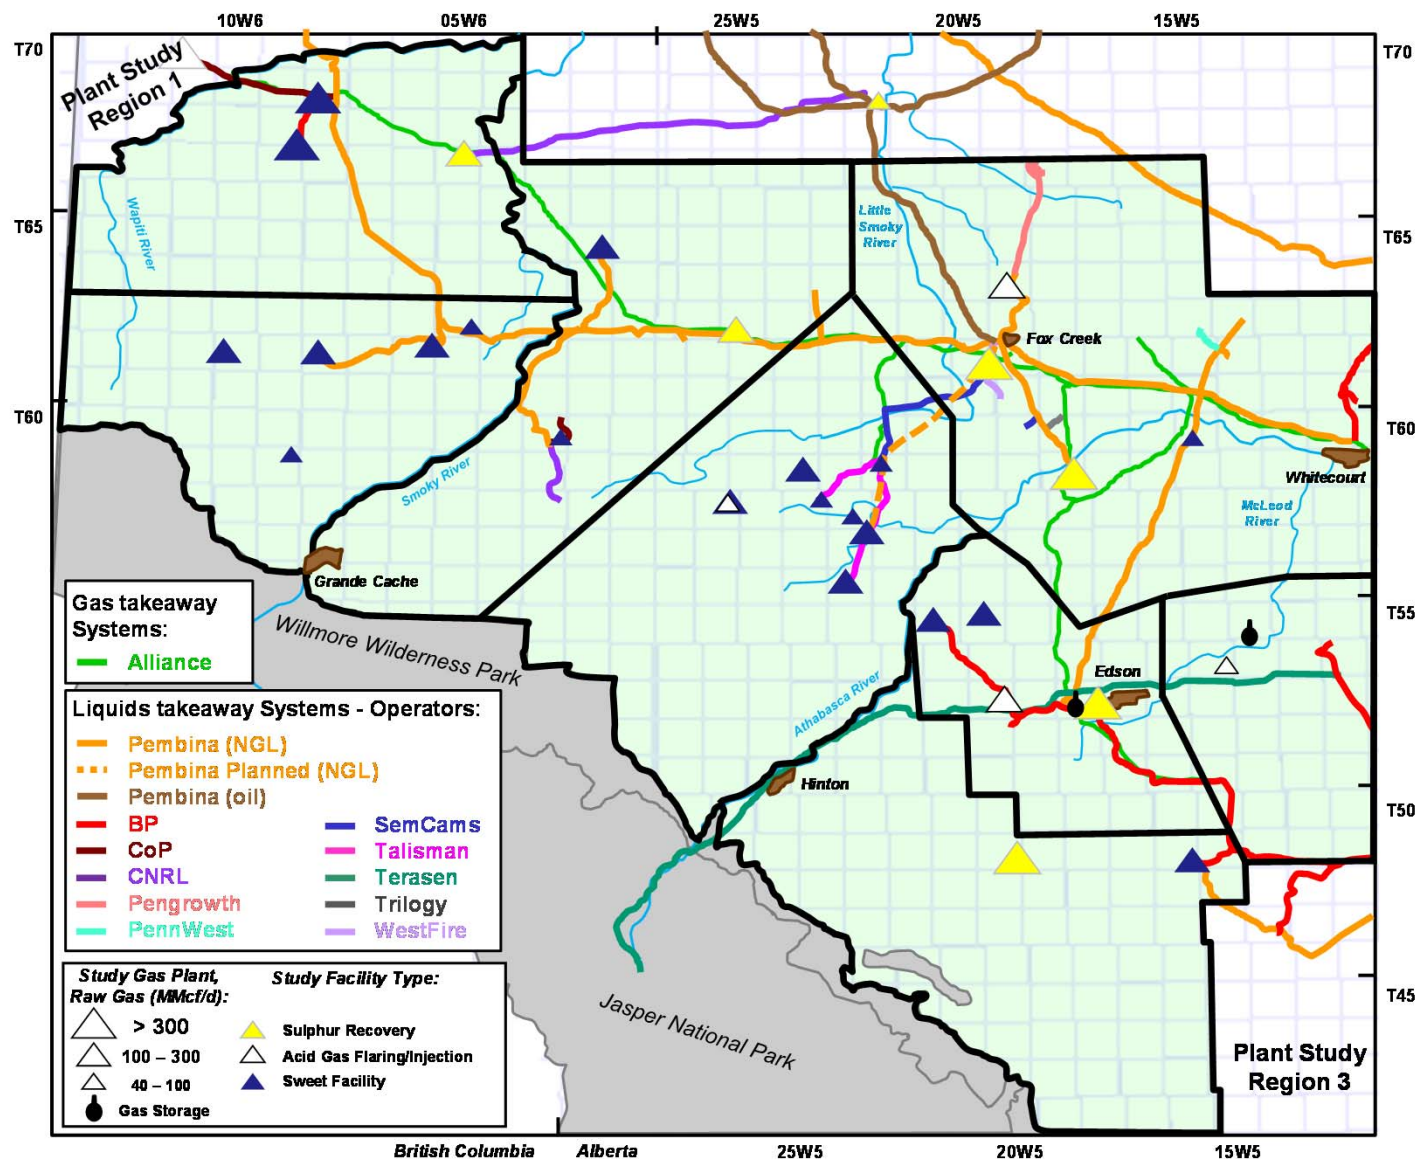 10W6
05W6
25W5
20W5
15W5
T70
T70
Plant Study
Region 1
Wapiti River
T65
T65
Little
Smoky
River
Fox Creek
T60
T60
Whitecourt
Smoky River
McLeod
River
Grande Cache
T55
T55
Willmore Wilderness Park
Edson
Athabasca River
Hinton
T50
T45
Jasper National Park
Plant Study
Region 3
Gas takeaway
Systems:
Alliance
Liquids takeaway Systems - Operators:
Pembina (NGL)
Pembina Planned (NGL)
Pembina (oil)
BP
SemCams
CoP
Talisman
CNRL
Terasen
Pengrowth
Trilogy
PennWest
WestFire
Study Gas Plant,
Raw Gas (MMcf/d):
Study Facility Type:
> 300
Sulphur Recovery
100 – 300
Acid Gas Flaring/Injection
40 – 100
Sweet Facility
Gas Storage
British Columbia
Alberta
25W5
20W5
15W5